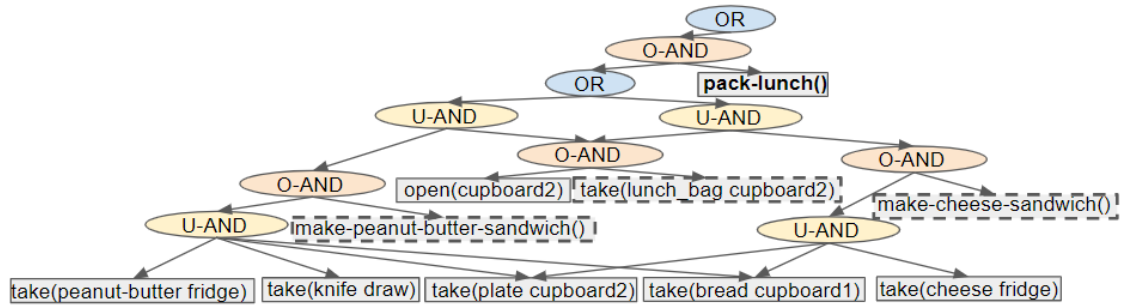 OR
O-AND
OR
pack-lunch()
U-AND
U-AND
O-AND
O-AND
O-AND
open(cupboard2)
take(lunch_bag cupboard2)
make-cheese-sandwich()
U-AND
make-peanut-butter-sandwich()
U-AND
take(peanut-butter fridge)
take(knife draw)
take(plate cupboard2)
take(bread cupboard1)
take(cheese fridge)